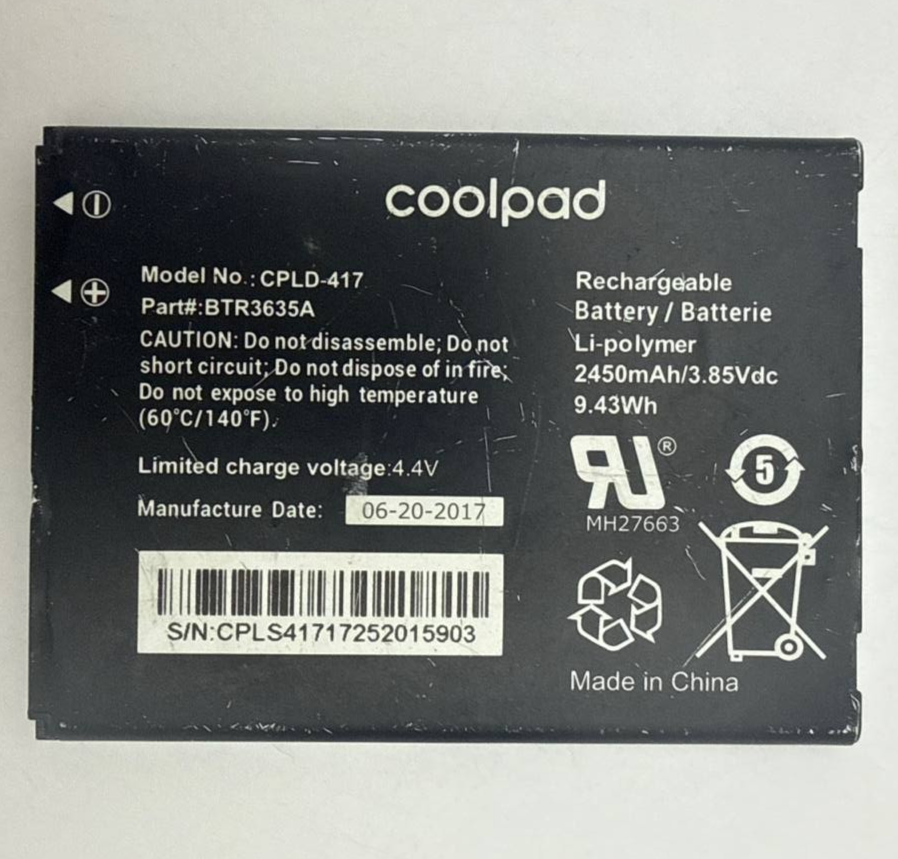 coolpad
Model No.: CPLD-417
Part#:BTR3635A
CAUTION: Do not disassemble; Do not
short circuit; Do not dispose of in fire;
Do not expose to high temperature
(60°C/140°F).
Limited charge voltage:4.4V
Manufacture Date: 06-20-2017
S/N:CPLS41717252015903
Rechargeable
Battery / Batterie
Li-polymer
2450mAh/3.85Vdc
9.43Wh
RU®
5
MH27663
Made in China